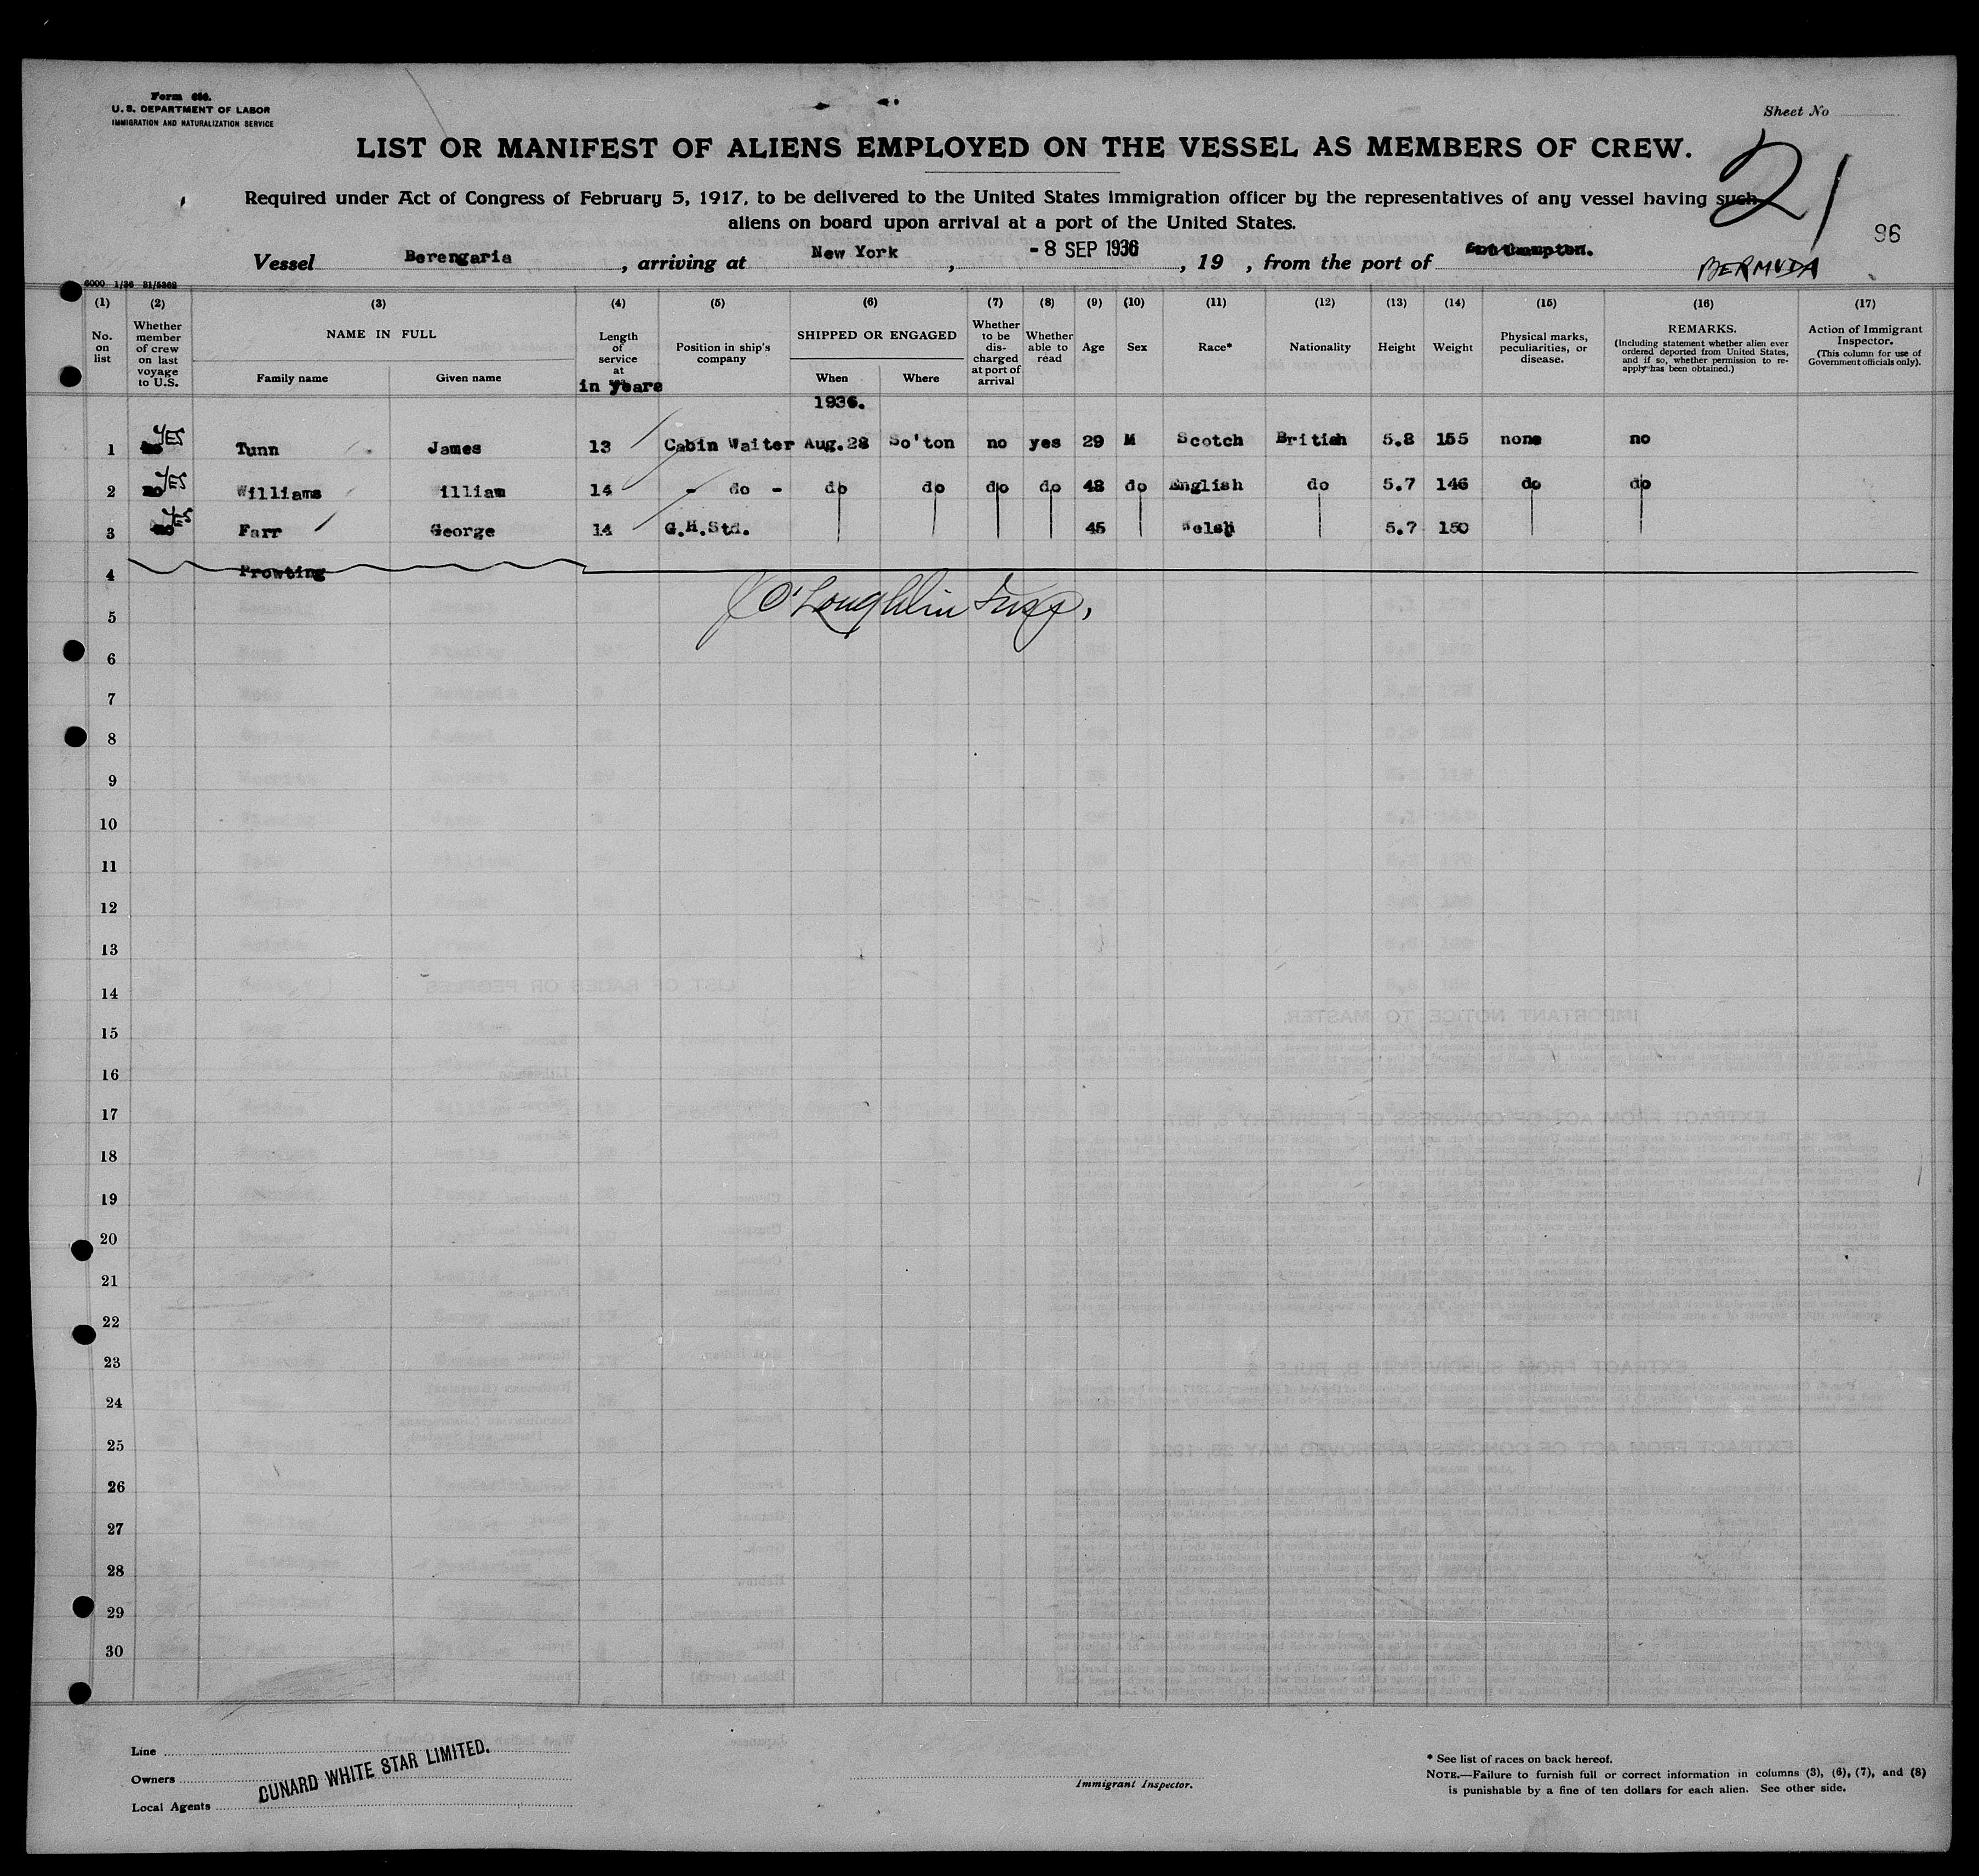 Form 680.
U. S. DEPARTMENT OF LABOR
IMMIGRATION AND NATURALIZATION SERVICE
Sheet No
LIST OR MANIFEST OF ALIENS EMPLOYED ON THE VESSEL AS MEMBERS OF CREW.
21
Required under Act of Congress of February 5, 1917, to be delivered to the United States immigration officer by the representatives of any vessel having such
aliens on board upon arrival at a port of the United States.
96
Vessel Berengaria, arriving at New York, - 8 SEP 1936, 19 , from the port of Southampton.
BERMUDA
(1) (2) (3) (4) (5) (6) (7) (8) (9) (10) (11) (12) (13) (14) (15) (16) (17)
No. on list
Whether member of crew on last voyage to U.S.
NAME IN FULL
Family name Given name
Length of service at
in years
Position in ship's company
SHIPPED OR ENGAGED
When Where
Whether to be discharged at port of arrival
Whether able to read
Age
Sex
Race*
Nationality
Height
Weight
Physical marks, peculiarities, or disease.
REMARKS.
(Including statement whether alien ever ordered deported from United States, and if so, whether permission to reapply has been obtained.)
Action of Immigrant Inspector.
(This column for use of Government officials only).
1936.
1 no YES Tunn James 13 Cabin Waiter Aug.28 So'ton no yes 29 M Scotch British 5.8 155 none no
2 no YES Williams illiam 14 - do - do do do do 48 do English do 5.7 146 do do
3 no YES Farr George 14 G.H.Std. 45 Welsh 5.7 150
4 Prowting
5 J O'Loughlin Insp,
6
7
8
9
10
11
12
13
14
15
16
17
18
19
20
21
22
23
24
25
26
27
28
29
30
Line
Owners
Local Agents
CUNARD WHITE STAR LIMITED.
Immigrant Inspector.
* See list of races on back hereof.
NOTE.—Failure to furnish full or correct information in columns (3), (6), (7), and (8)
is punishable by a fine of ten dollars for each alien. See other side.